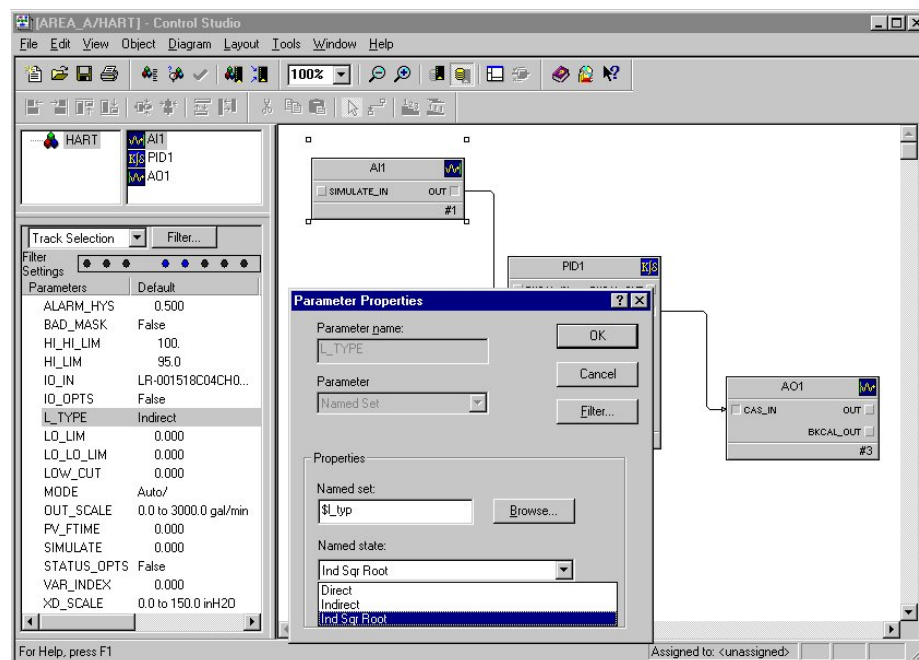 [AREA_A/HART] - Control Studio
File Edit View Object Diagram Layout Tools Window Help
100%
HART
AI1
PID1
AO1
Track Selection Filter...
Filter Settings
Parameters Default
ALARM_HYS 0.500
BAD_MASK False
HI_HI_LIM 100.
HI_LIM 95.0
IO_IN LR-001518C04CH0...
IO_OPTS False
L_TYPE Indirect
LO_LIM 0.000
LO_LO_LIM 0.000
LOW_CUT 0.000
MODE Auto/
OUT_SCALE 0.0 to 3000.0 gal/min
PV_FTIME 0.000
SIMULATE 0.000
STATUS_OPTS False
VAR_INDEX 0.000
XD_SCALE 0.0 to 150.0 inH2O
AI1
SIMULATE_IN OUT
#1
PID1
Parameter Properties
Parameter name:
L_TYPE
Parameter
Named Set
OK
Cancel
Filter...
Properties
Named set:
$l_typ
Browse...
Named state:
Ind Sqr Root
Direct
Indirect
Ind Sqr Root
AO1
CAS_IN OUT
BKCAL_OUT
#3
For Help, press F1
Assigned to: <unassigned>